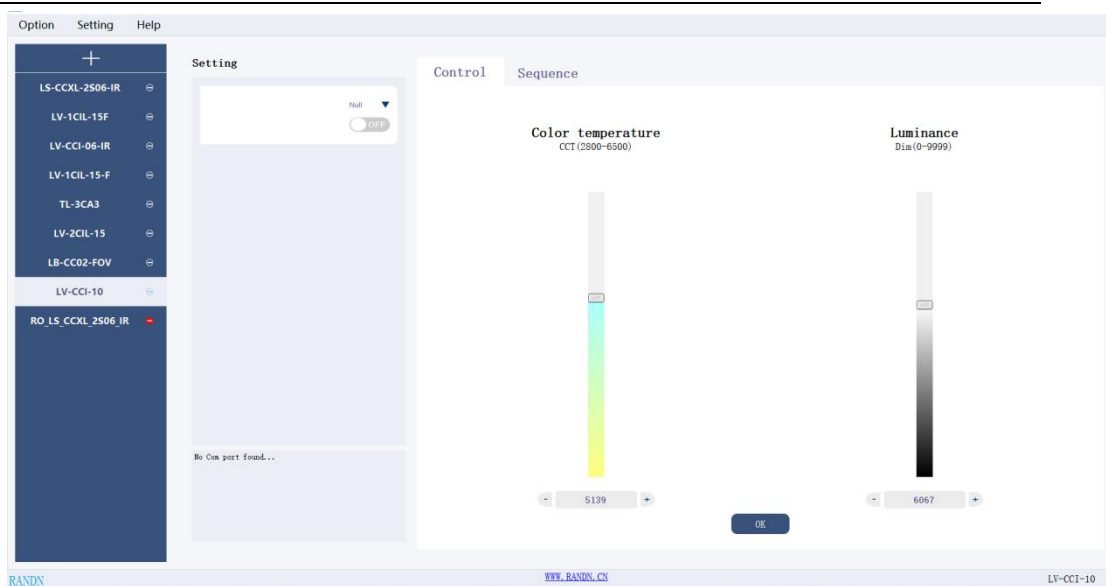 Option Setting Help
+
LS-CCXL-2S06-IR
LV-1CIL-15F
LV-CCI-06-IR
LV-1CIL-15-F
TL-3CA3
LV-2CIL-15
LB-CC02-FOV
LV-CCI-10
RO_LS_CCXL_2S06_IR
Setting
Null
OFF
No Com port found...
Control Sequence
Color temperature
CCT(2800-6500)
- 5139 +
Luminance
Dim(0-9999)
- 6067 +
OK
RANDN
WWW.RANDN.CN
LV-CCI-10